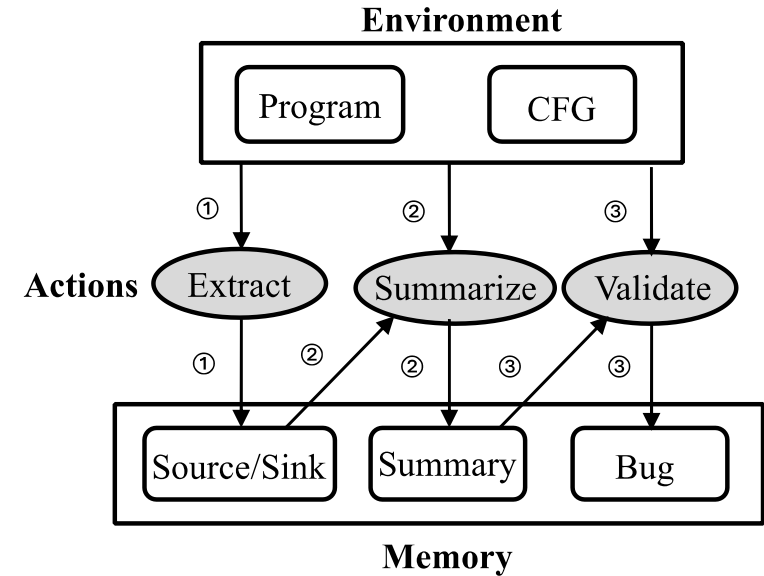 Environment
Program
CFG
①
②
③
Actions
Extract
Summarize
Validate
①
②
②
③
③
Source/Sink
Summary
Bug
Memory